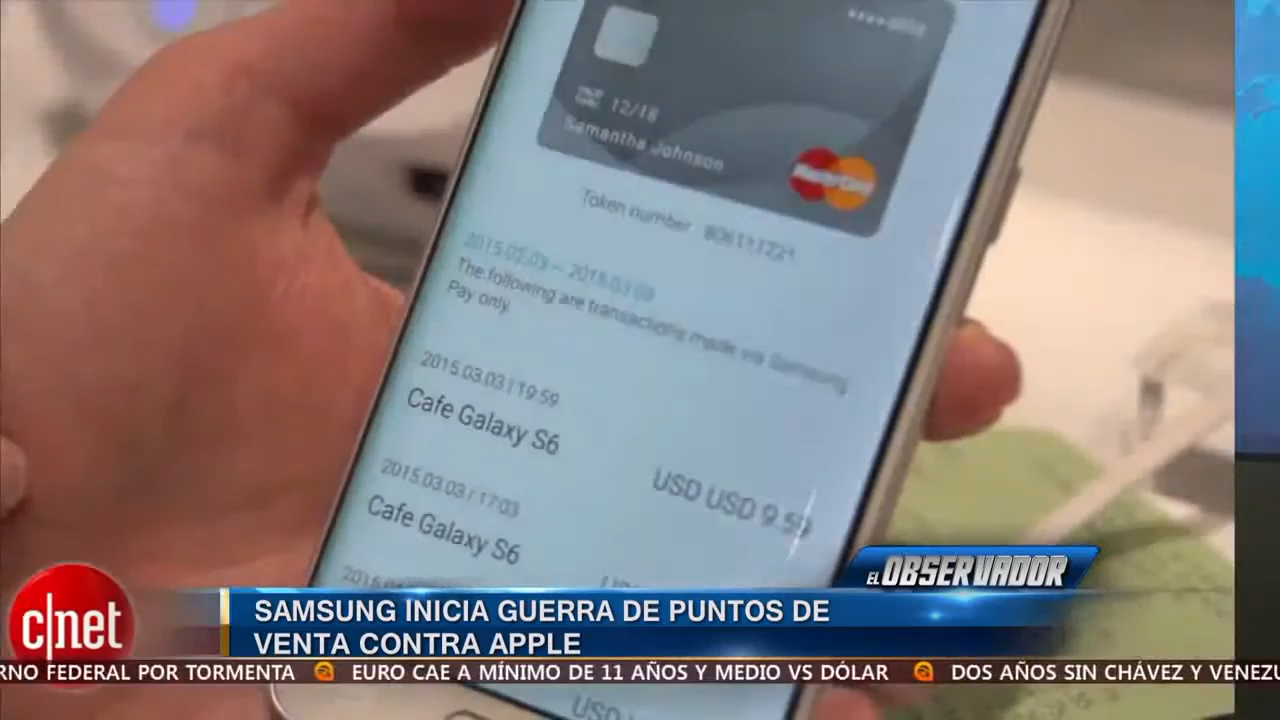 12/18
Samantha Johnson
MasterCard
Token number
The following are transactions made via Samsung
Pay only.
2015.03.03 | 19:59
Cafe Galaxy S6
USD USD 9.59
2015.03.03 | 17:03
Cafe Galaxy S6
EL OBSERVADOR
c|net
SAMSUNG INICIA GUERRA DE PUNTOS DE
VENTA CONTRA APPLE
RNO FEDERAL POR TORMENTA EURO CAE A MÍNIMO DE 11 AÑOS Y MEDIO VS DÓLAR DOS AÑOS SIN CHÁVEZ Y VENEZU